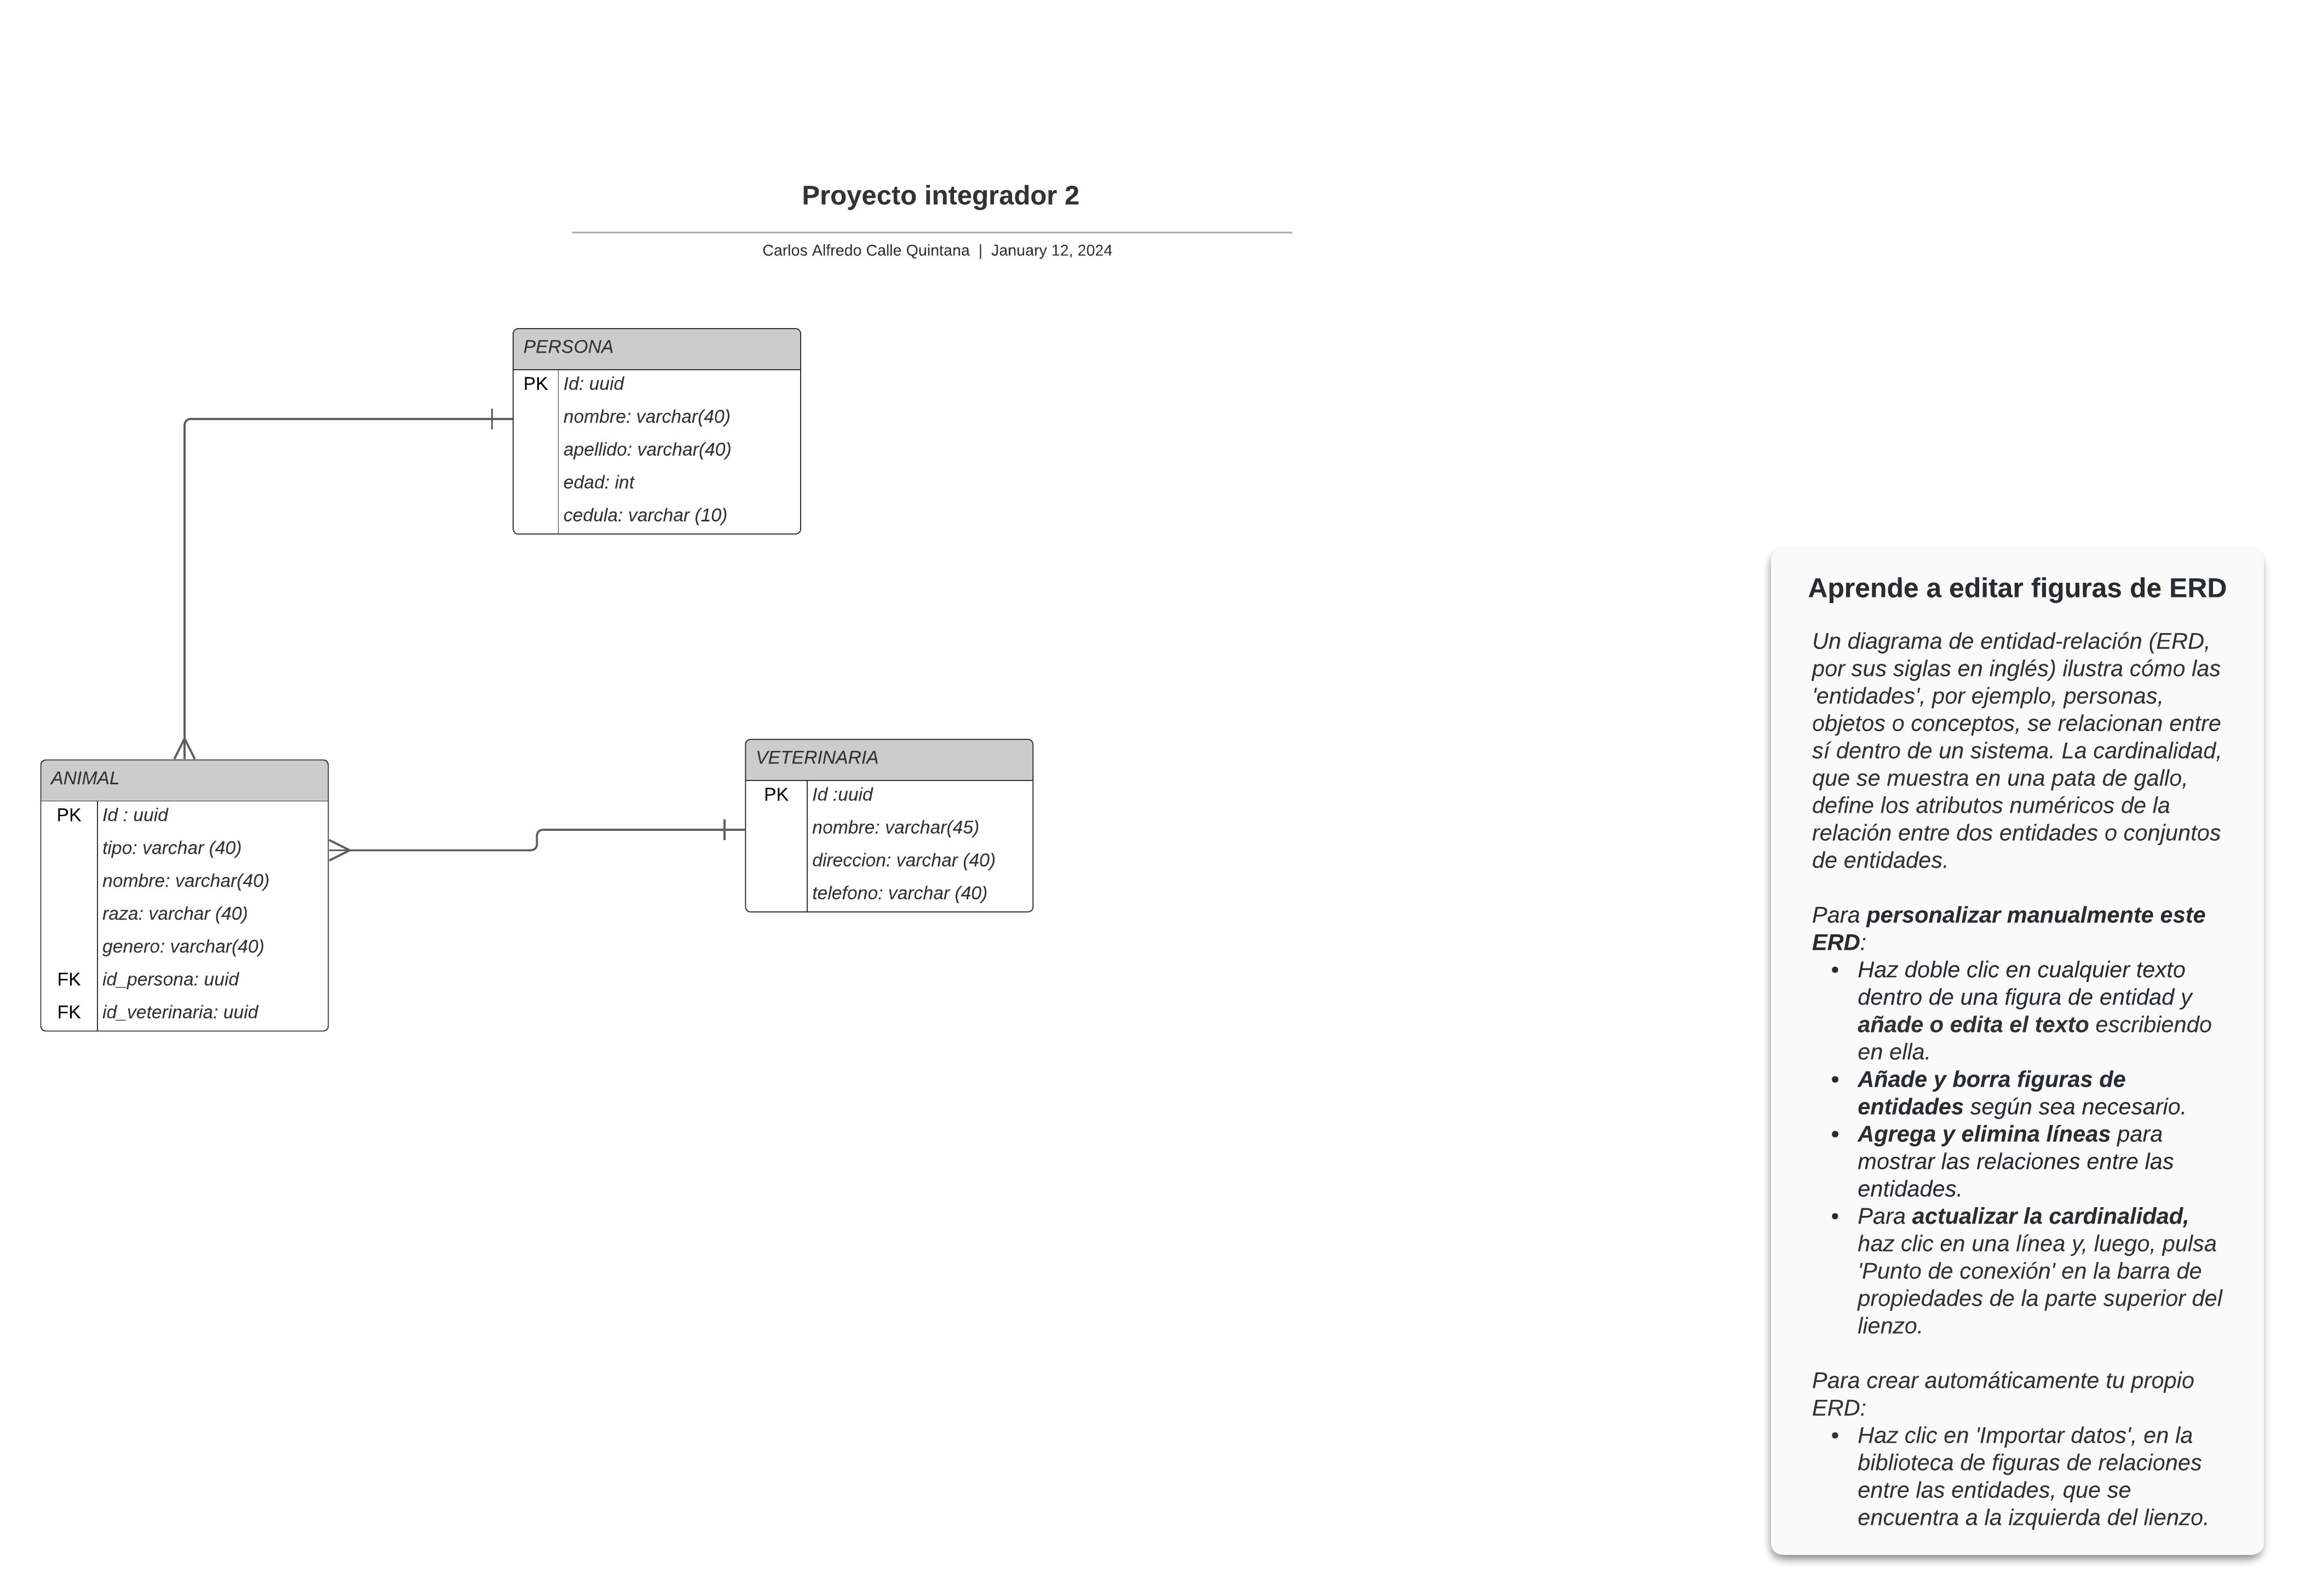 Proyecto integrador 2
Carlos Alfredo Calle Quintana | January 12, 2024
PERSONA
PK Id: uuid
nombre: varchar(40)
apellido: varchar(40)
edad: int
cedula: varchar (10)
ANIMAL
PK Id : uuid
tipo: varchar (40)
nombre: varchar(40)
raza: varchar (40)
genero: varchar(40)
FK id_persona: uuid
FK id_veterinaria: uuid
VETERINARIA
PK Id :uuid
nombre: varchar(45)
direccion: varchar (40)
telefono: varchar (40)
Aprende a editar figuras de ERD
Un diagrama de entidad-relación (ERD,
por sus siglas en inglés) ilustra cómo las
'entidades', por ejemplo, personas,
objetos o conceptos, se relacionan entre
sí dentro de un sistema. La cardinalidad,
que se muestra en una pata de gallo,
define los atributos numéricos de la
relación entre dos entidades o conjuntos
de entidades.
Para personalizar manualmente este
ERD:
• Haz doble clic en cualquier texto
dentro de una figura de entidad y
añade o edita el texto escribiendo
en ella.
• Añade y borra figuras de
entidades según sea necesario.
• Agrega y elimina líneas para
mostrar las relaciones entre las
entidades.
• Para actualizar la cardinalidad,
haz clic en una línea y, luego, pulsa
'Punto de conexión' en la barra de
propiedades de la parte superior del
lienzo.
Para crear automáticamente tu propio
ERD:
• Haz clic en 'Importar datos', en la
biblioteca de figuras de relaciones
entre las entidades, que se
encuentra a la izquierda del lienzo.